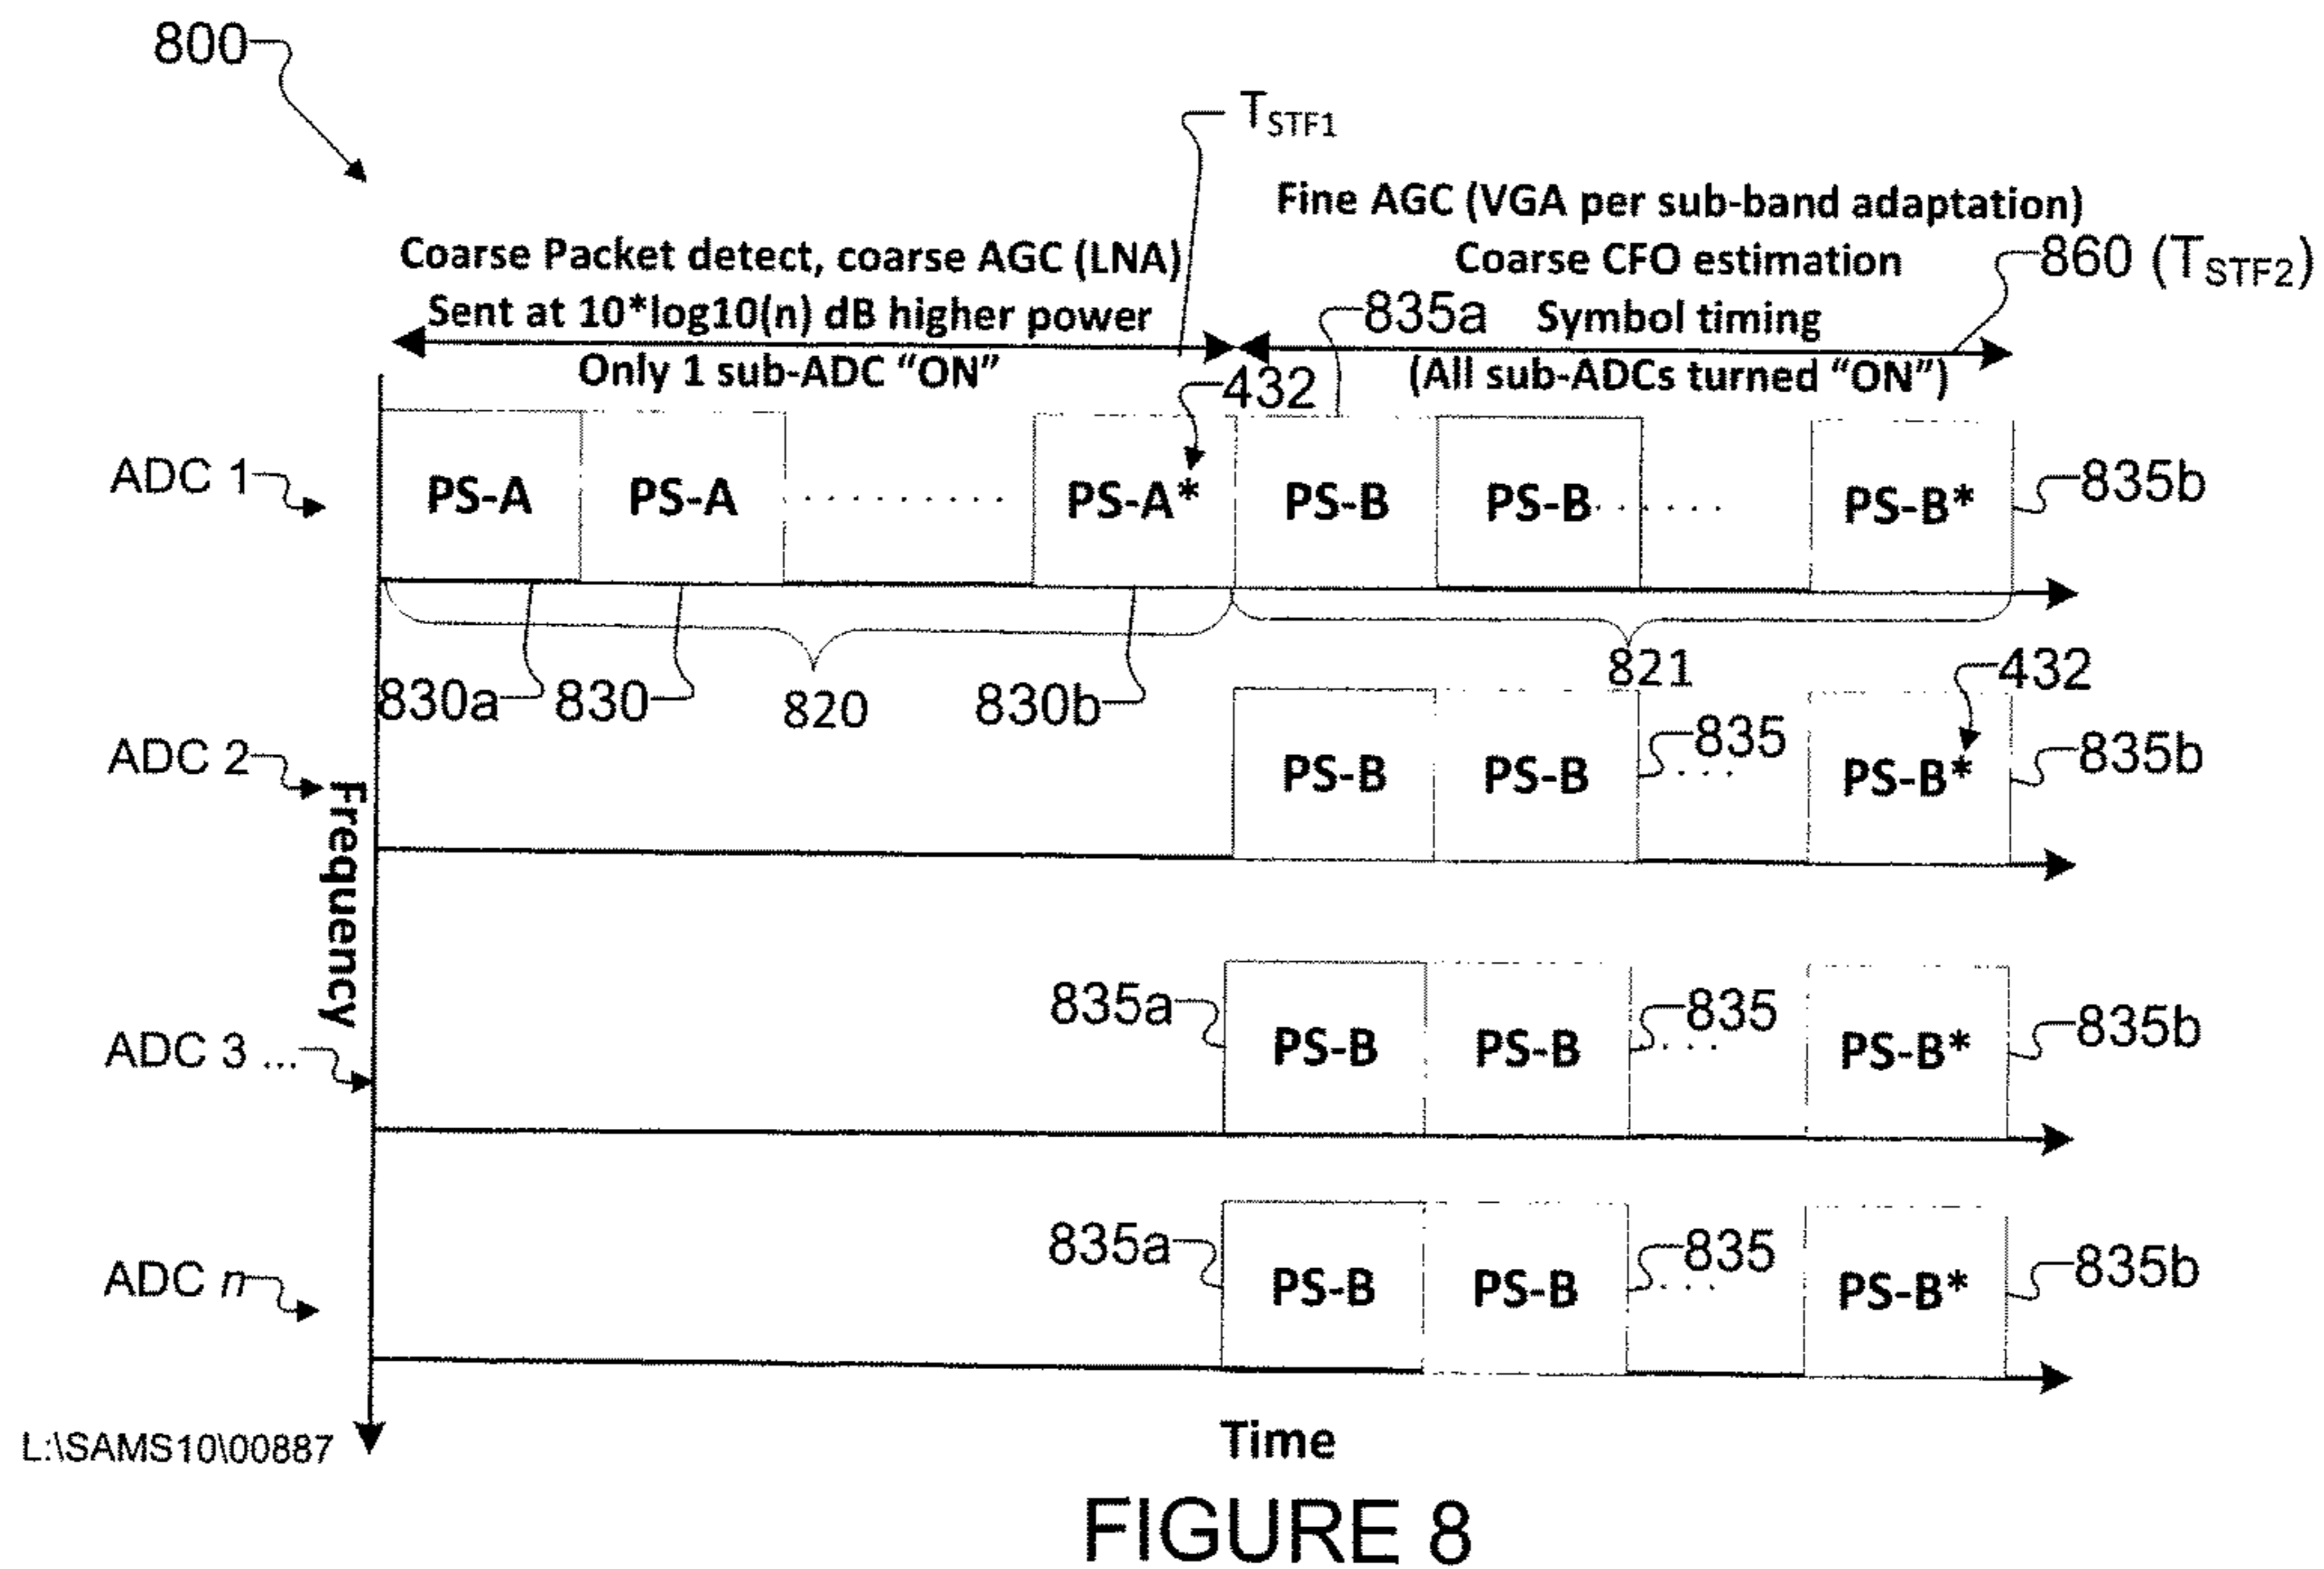 800
T_STF1
Fine AGC (VGA per sub-band adaptation)
Coarse Packet detect, coarse AGC (LNA)
Coarse CFO estimation
860 (T_STF2)
Sent at 10*log10(n) dB higher power
835a
Symbol timing
Only 1 sub-ADC “ON”
432
(All sub-ADCs turned “ON”)
ADC 1
PS-A
PS-A
PS-A*
PS-B
PS-B
PS-B*
835b
830a
830
820
830b
821
432
ADC 2
PS-B
PS-B
835
PS-B*
835b
Frequency
ADC 3 ...
835a
PS-B
PS-B
835
PS-B*
835b
ADC n
835a
PS-B
PS-B
835
PS-B*
835b
L:\SAMS10\00887
Time
FIGURE 8